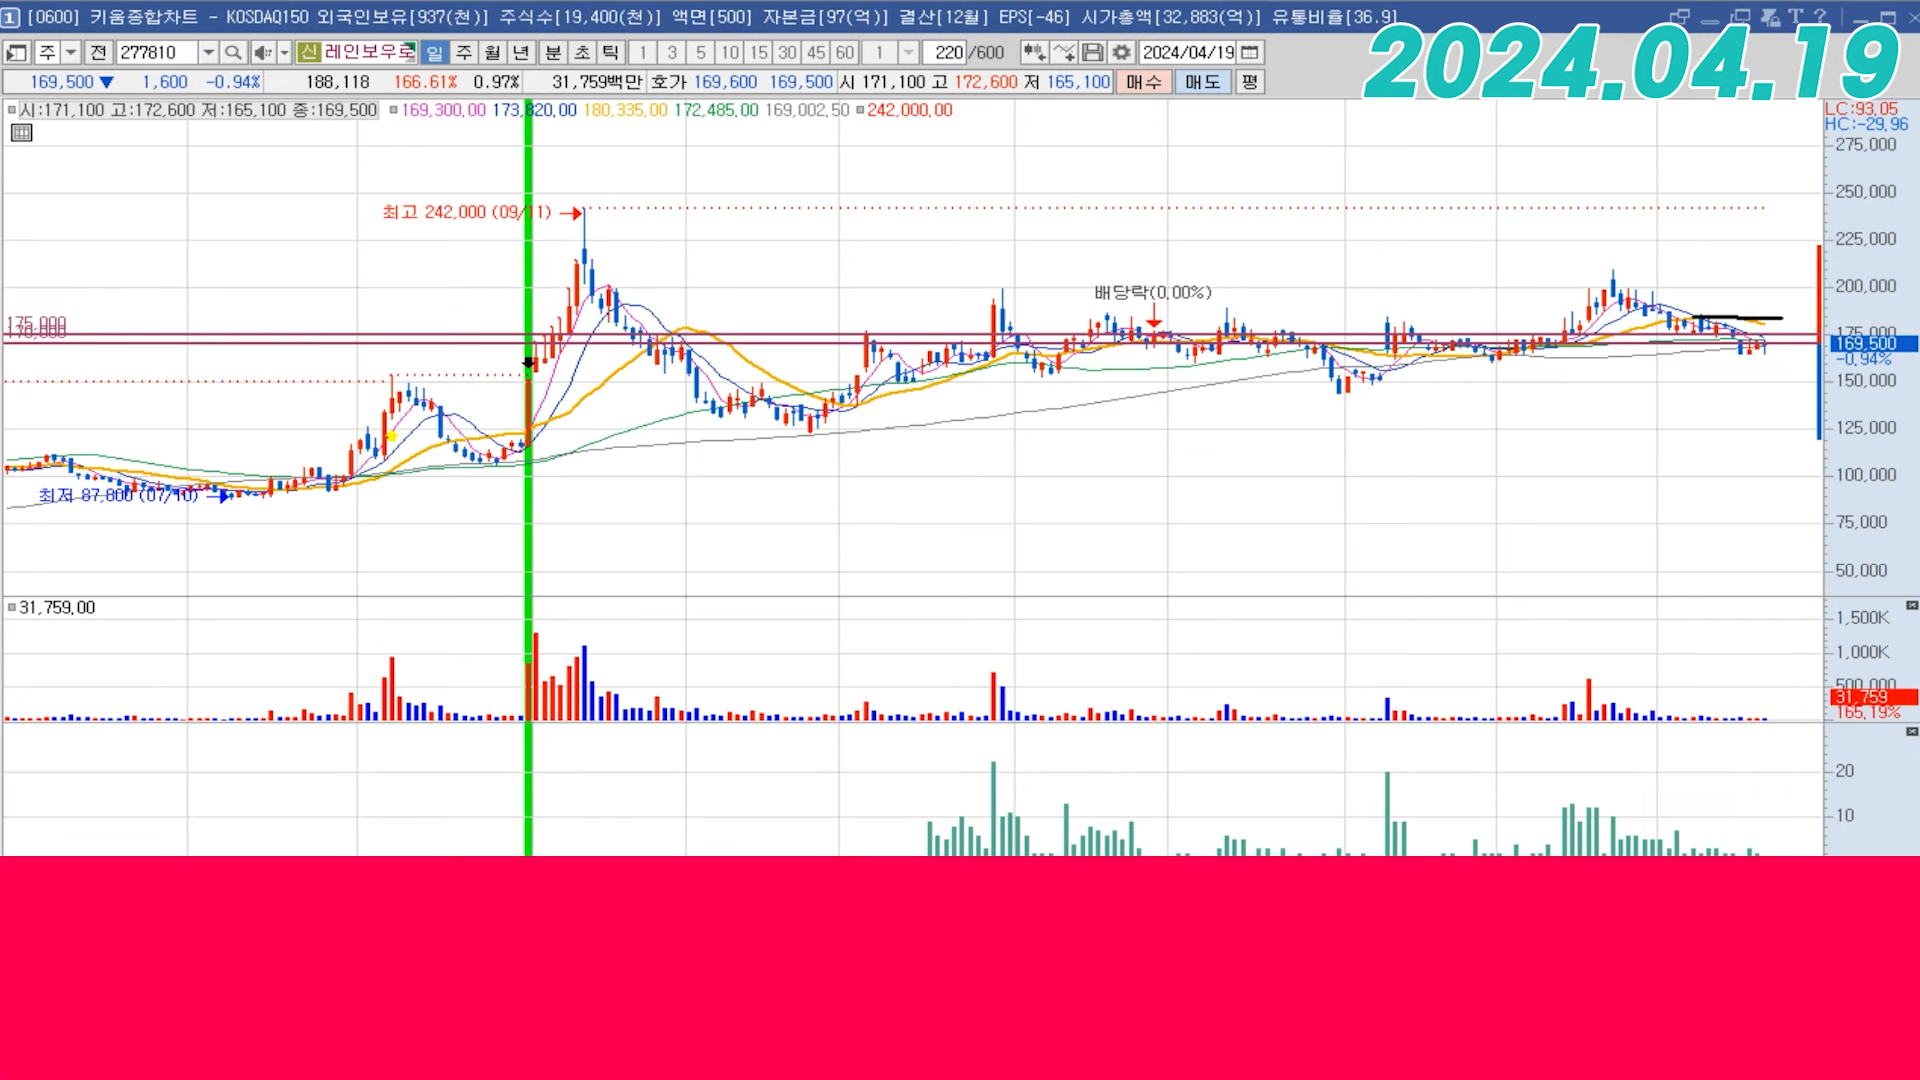 1 [0600] 키움종합차트 - KOSDAQ150 외국인보유[937(천)] 주식수[19,400(천)] 액면[500] 자본금[97(억)] 결산[12월] EPS[-46] 시가총액[32,883(억)] 유통비율[36.9]
2024.04.19
주 전 277810 신 레인보우로 일 주 월 년 분 초 틱 1 3 5 10 15 30 45 60 1 220 /600 2024/04/19
169,500 ▼ 1,600 -0.94% 188,118 166.61% 0.97% 31,759백만 호가 169,600 169,500 시 171,100 고 172,600 저 165,100 매수 매도 평
시:171,100 고:172,600 저:165,100 종:169,500 169,300.00 173,820.00 180,335.00 172,485.00 169,002.50 242,000.00
LC:93.05
HC:-29.96
275,000
250,000
최고 242,000 (09/11)
225,000
배당락(0.00%)
200,000
175,000
175,000
169,500
-0.94%
150,000
125,000
100,000
최저 87,800 (07/10)
75,000
50,000
31,759.00
1,500K
1,000K
500,000
31,759
165.19%
20
10